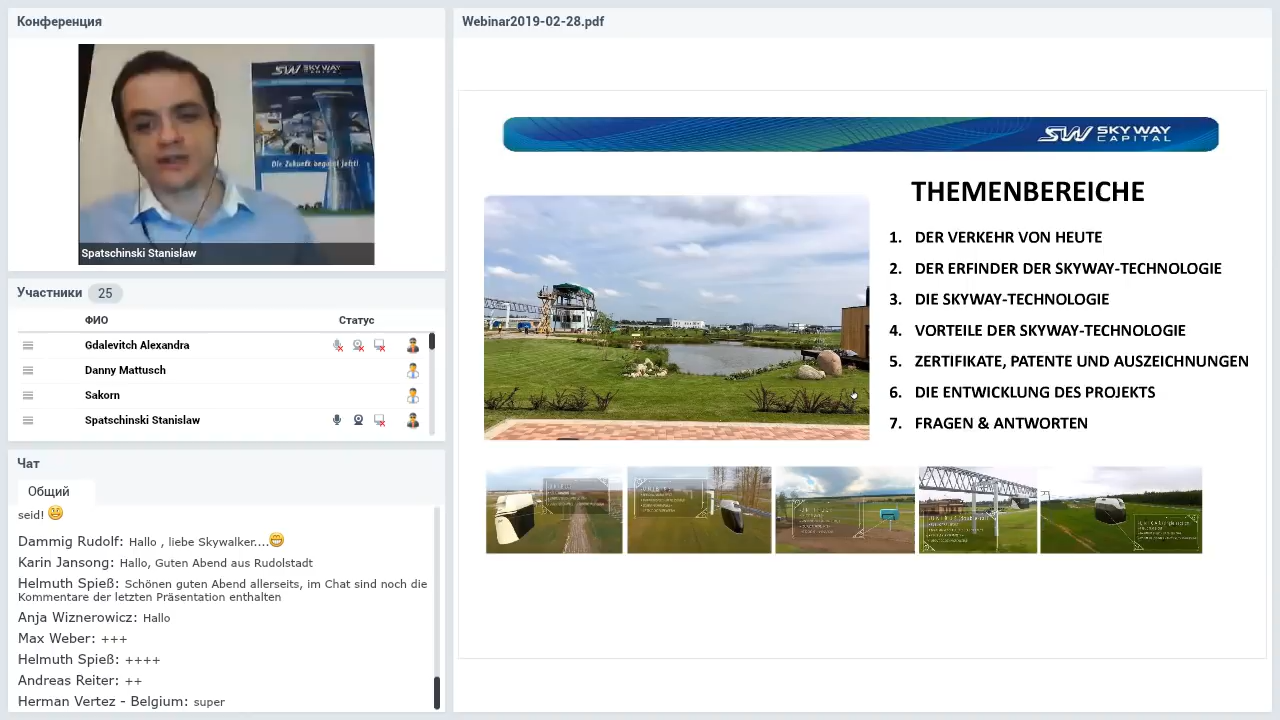 Конференция
SW SKY WAY
CAPITAL
Die Zukunft beginnt jetzt!
Spatschinski Stanislaw
Участники 25
ФИО Статус
Gdalevitch Alexandra
Danny Mattusch
Sakorn
Spatschinski Stanislaw
Чат
Общий
seid!
Dammig Rudolf: Hallo , liebe Skywalker....
Karin Jansong: Hallo, Guten Abend aus Rudolstadt
Helmuth Spieß: Schönen guten Abend allerseits, im Chat sind noch die
Kommentare der letzten Präsentation enthalten
Anja Wiznerowicz: Hallo
Max Weber: +++
Helmuth Spieß: ++++
Andreas Reiter: ++
Herman Vertez - Belgium: super
Webinar2019-02-28.pdf
SW SKY WAY
CAPITAL
THEMENBEREICHE
1. DER VERKEHR VON HEUTE
2. DER ERFINDER DER SKYWAY-TECHNOLOGIE
3. DIE SKYWAY-TECHNOLOGIE
4. VORTEILE DER SKYWAY-TECHNOLOGIE
5. ZERTIFIKATE, PATENTE UND AUSZEICHNUNGEN
6. DIE ENTWICKLUNG DES PROJEKTS
7. FRAGEN & ANTWORTEN